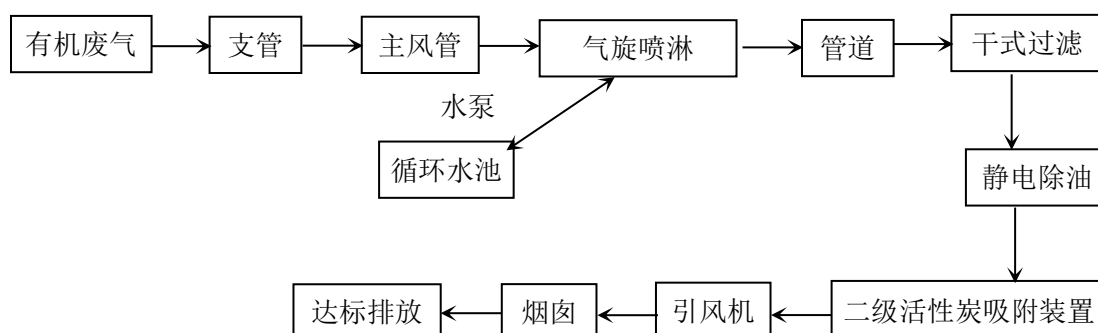 有机废气
支管
主风管
气旋喷淋
管道
干式过滤
水泵
循环水池
静电除油
二级活性炭吸附装置
引风机
烟囱
达标排放